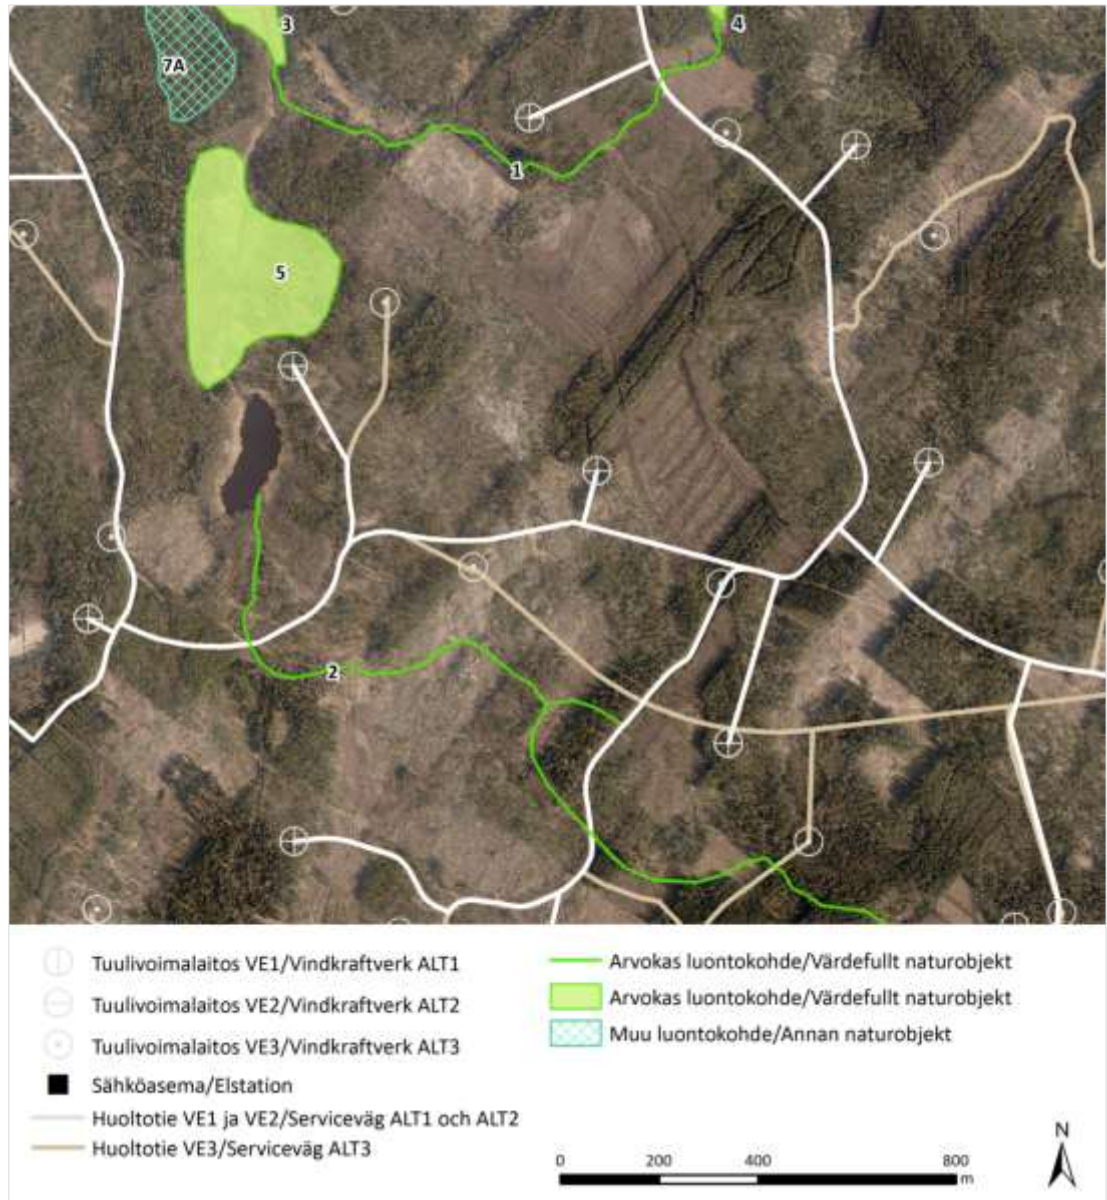 3
4
7A
1
5
2
Tuulivoimalaitos VE1/Vindkraftverk ALT1
Tuulivoimalaitos VE2/Vindkraftverk ALT2
Tuulivoimalaitos VE3/Vindkraftverk ALT3
Sähköasema/Elstation
Huoltotie VE1 ja VE2/Serviceväg ALT1 och ALT2
Huoltotie VE3/Serviceväg ALT3
Arvokas luontokohde/Värdefullt naturobjekt
Arvokas luontokohde/Värdefullt naturobjekt
Muu luontokohde/Annan naturobjekt
N
0 200 400 800
m